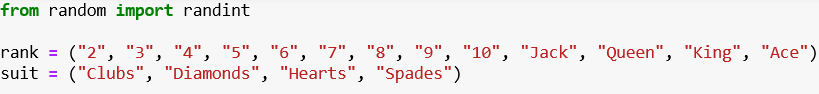 from random import randint
rank = ("2", "3", "4", "5", "6", "7", "8", "9", "10", "Jack", "Queen", "King", "Ace")
suit = ("Clubs", "Diamonds", "Hearts", "Spades")